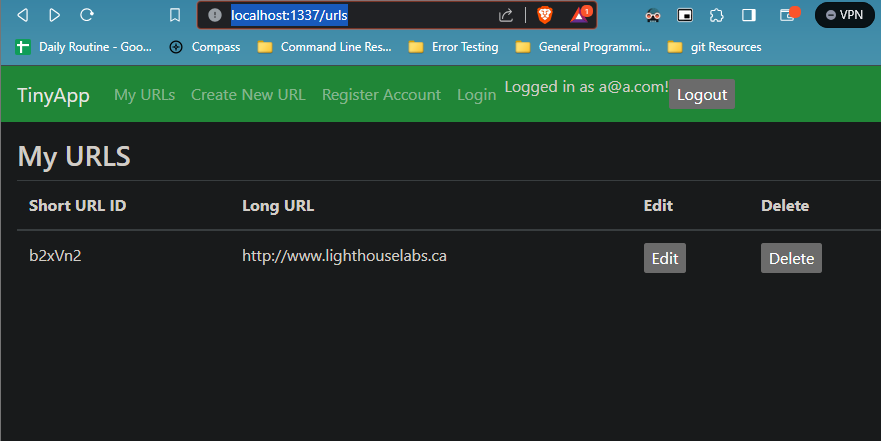 localhost:1337/urls
1
VPN
Daily Routine - Goo...
Compass
Command Line Res...
Error Testing
General Programmi...
git Resources
TinyApp
My URLs
Create New URL
Register Account
Login
Logged in as a@a.com!
Logout
My URLS
Short URL ID
Long URL
Edit
Delete
b2xVn2
http://www.lighthouselabs.ca
Edit
Delete